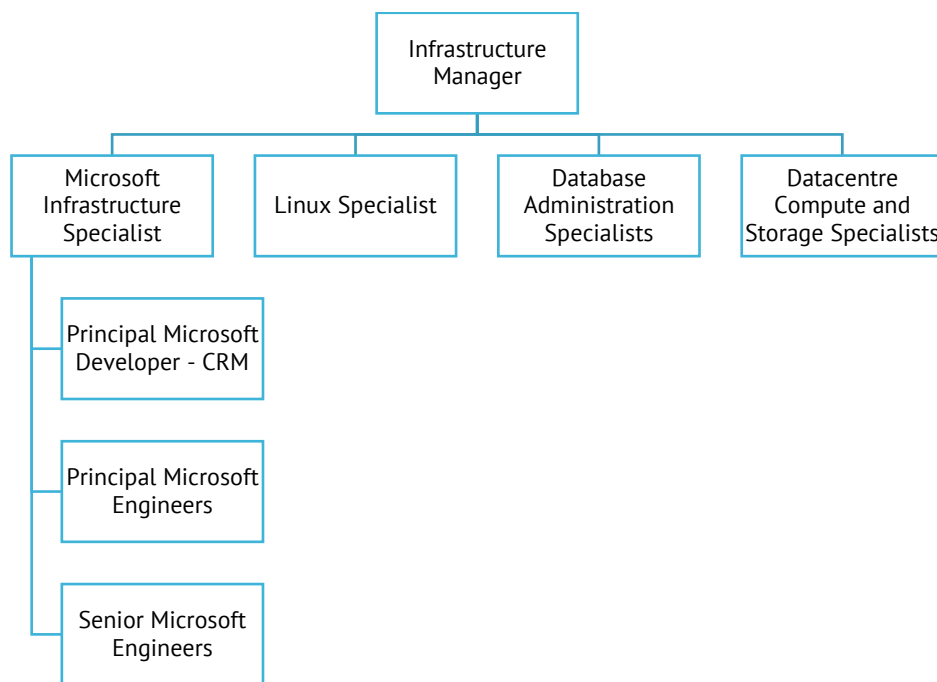 Infrastructure
Manager
Microsoft
Infrastructure
Specialist
Linux Specialist
Database
Administration
Specialists
Datacentre
Compute and
Storage Specialists
Principal Microsoft
Developer - CRM
Principal Microsoft
Engineers
Senior Microsoft
Engineers